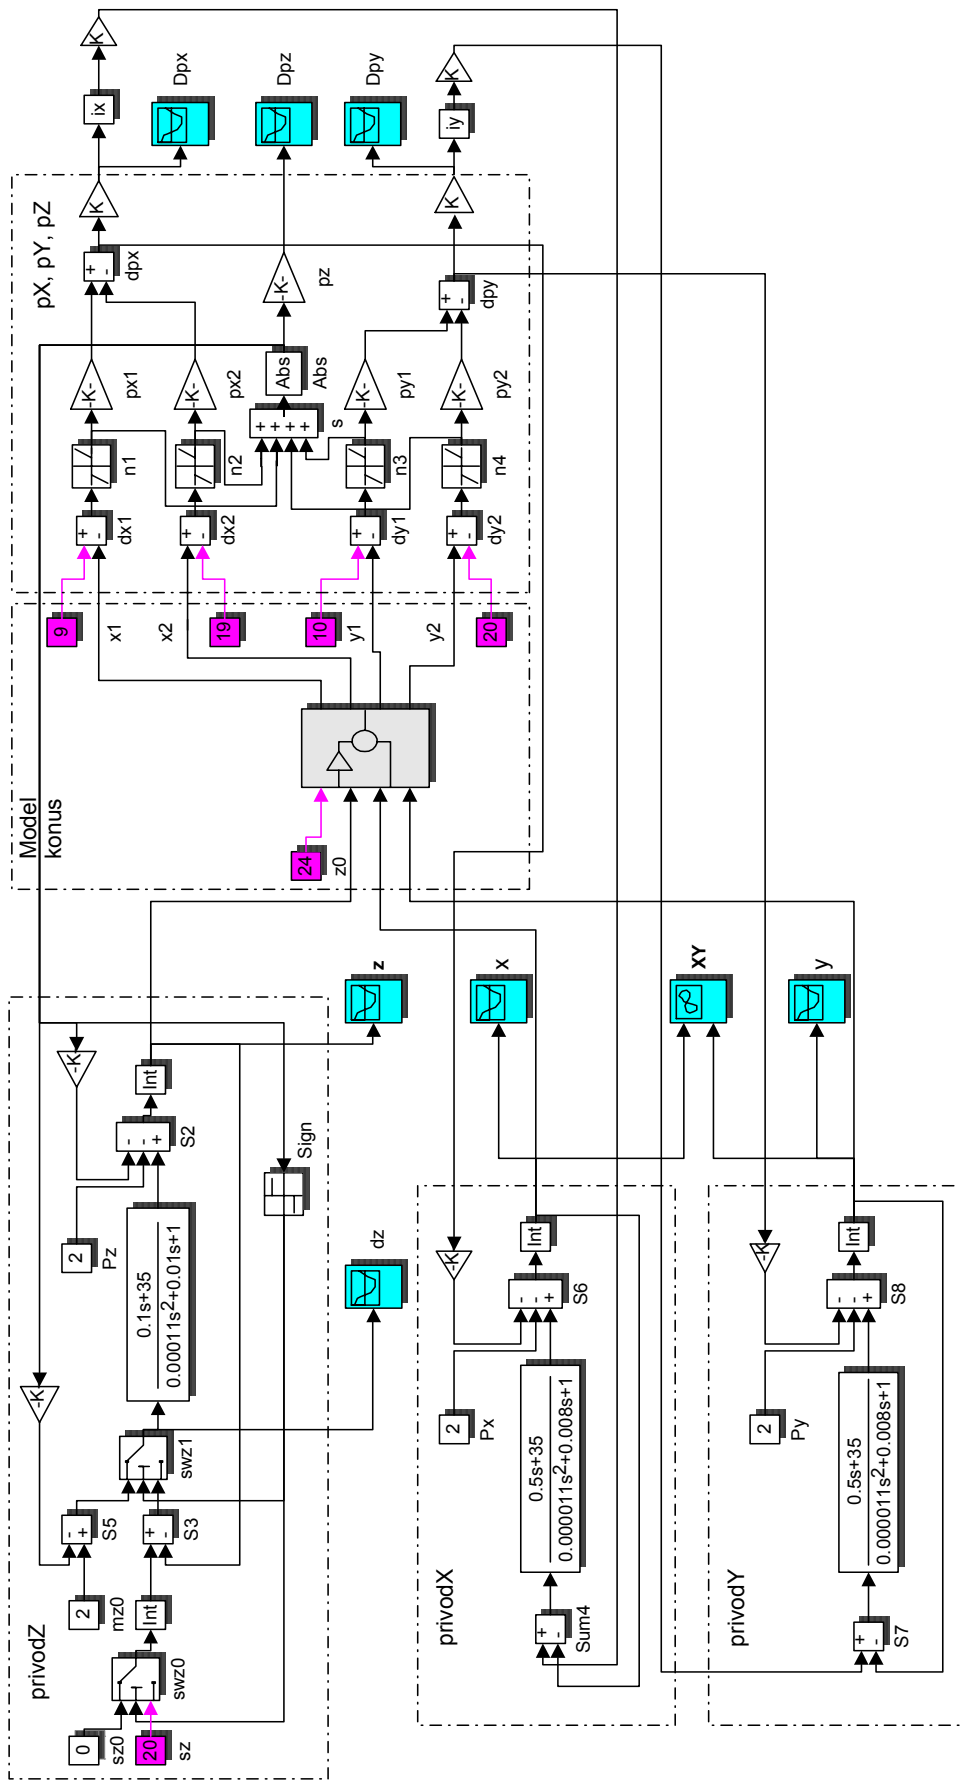 privodZ
0
sz0
20
sz
swz0
Int
2
mz0
- +
S5
+ -
S3
swz1
-K
0.1s+35
0.00011s²+0.01s+1
2
Pz
-K
- - +
S2
Int
Sign
dz
z
x
XY
y
privodX
+ -
Sum4
0.5s+35
0.000011s²+0.008s+1
2
Px
-K
- - +
S6
Int
privodY
+ -
S7
0.5s+35
0.000011s²+0.008s+1
2
Py
-K
- - +
S8
Int
Model
konus
24
z0
x1
x2
y1
y2
9
19
10
20
pX, pY, pZ
+ -
dx1
+ -
dx2
+ -
dy1
+ -
dy2
n1
n2
n3
n4
-K-
px1
-K-
px2
-K-
py1
-K-
py2
+ + + +
s
Abs
Abs
-K-
pz
+ -
dpx
+ -
dpy
K
K
Dpx
Dpz
Dpy
ix
iy
K
K